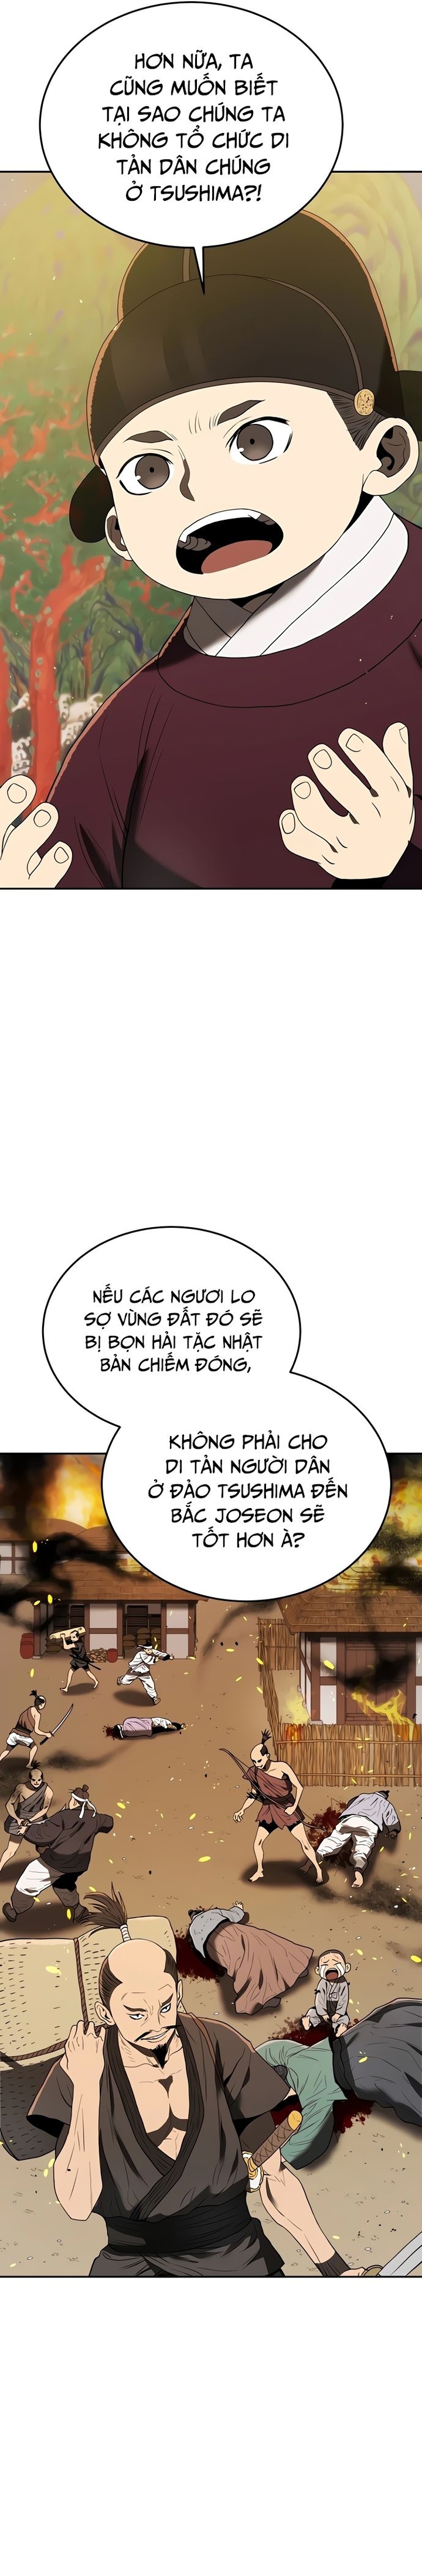 HƠN NỮA, TA
CŨNG MUỐN BIẾT
TẠI SAO CHÚNG TA
KHÔNG TỔ CHỨC DI
TẢN DÂN CHÚNG
Ở TSUSHIMA?!
NẾU CÁC NGƯƠI LO
SỢ VÙNG ĐẤT ĐÓ SẼ
BỊ BỌN HẢI TẶC NHẬT
BẢN CHIẾM ĐÓNG,
KHÔNG PHẢI CHO
DI TẢN NGƯỜI DÂN
Ở ĐẢO TSUSHIMA ĐẾN
BẮC JOSEON SẼ
TỐT HƠN À?